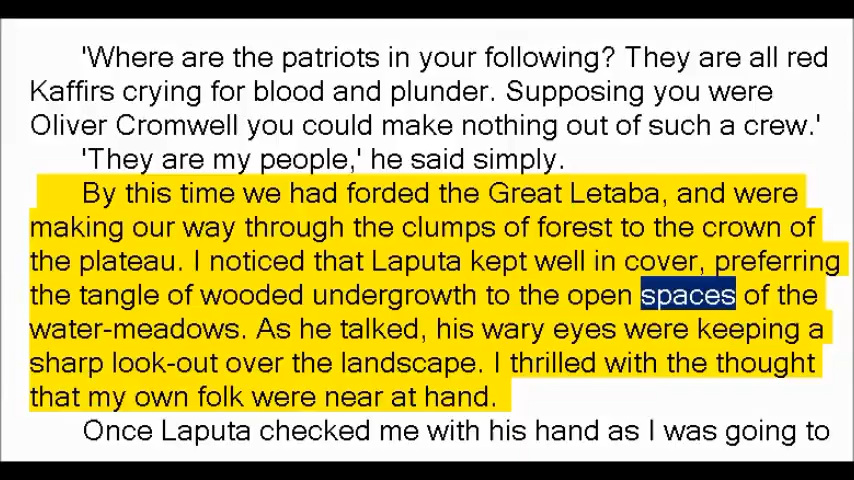 'Where are the patriots in your following? They are all red
Kaffirs crying for blood and plunder. Supposing you were
Oliver Cromwell you could make nothing out of such a crew.'
'They are my people,' he said simply.
By this time we had forded the Great Letaba, and were
making our way through the clumps of forest to the crown of
the plateau. I noticed that Laputa kept well in cover, preferring
the tangle of wooded undergrowth to the open spaces of the
water-meadows. As he talked, his wary eyes were keeping a
sharp look-out over the landscape. I thrilled with the thought
that my own folk were near at hand.
Once Laputa checked me with his hand as I was going to